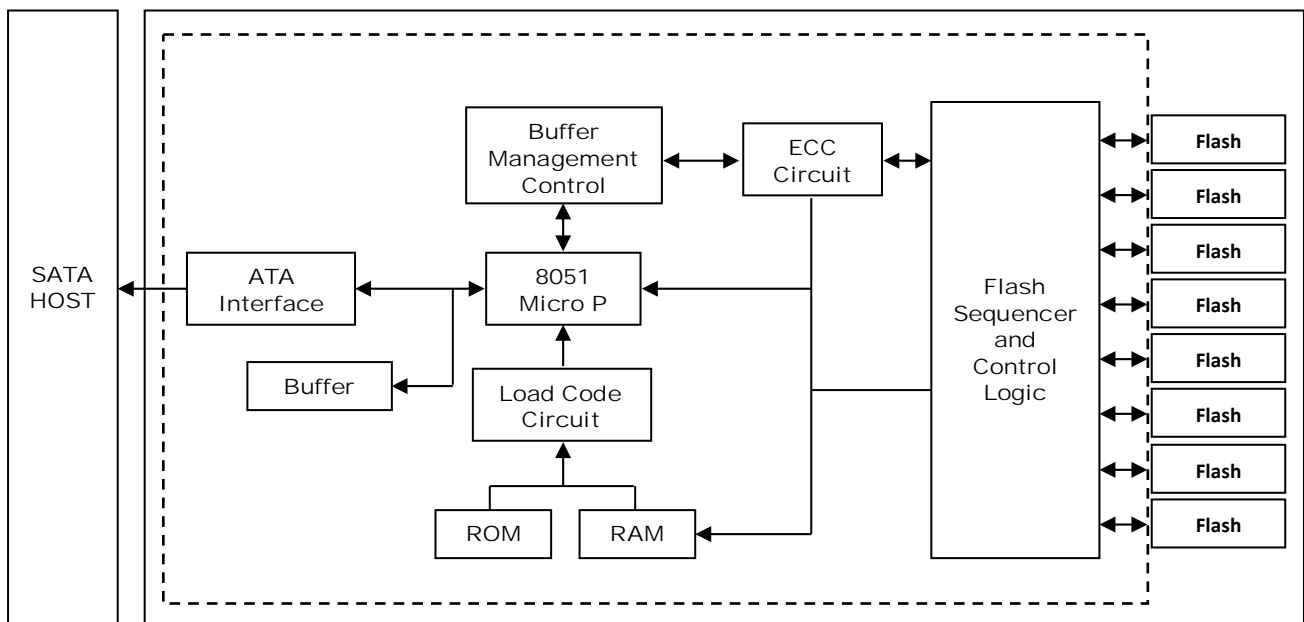 SATA
HOST
ATA
Interface
Buffer
Buffer
Management
Control
8051
Micro P
Load Code
Circuit
ROM
RAM
ECC
Circuit
Flash
Sequencer
and
Control
Logic
Flash
Flash
Flash
Flash
Flash
Flash
Flash
Flash